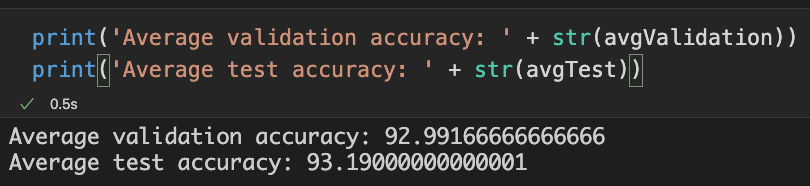 print('Average validation accuracy: ' + str(avgValidation))
print('Average test accuracy: ' + str(avgTest))
0.5s
Average validation accuracy: 92.99166666666666
Average test accuracy: 93.19000000000001